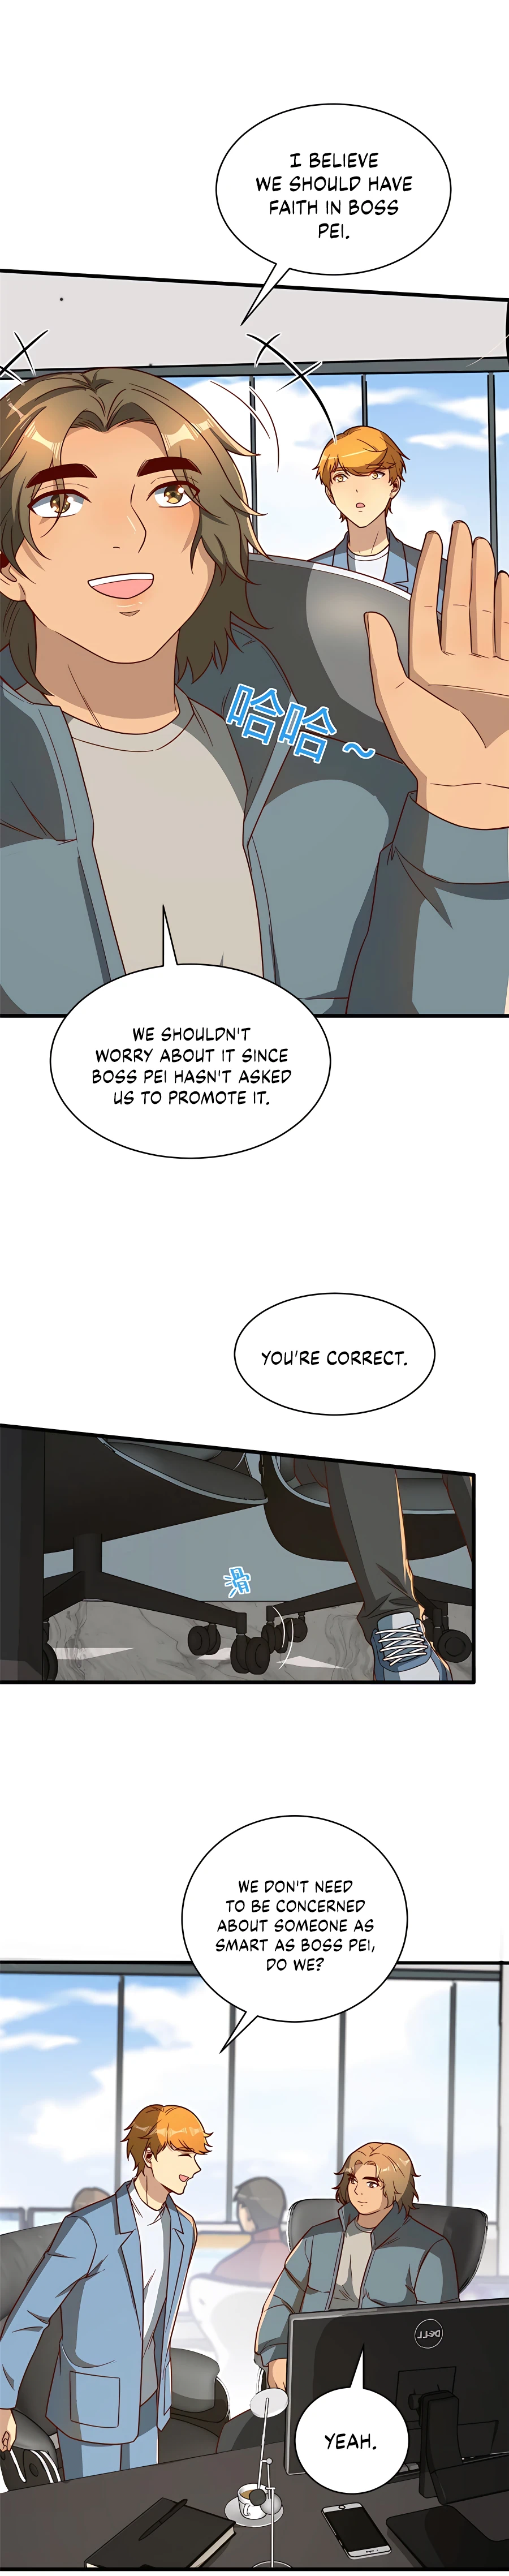 I BELIEVE
WE SHOULD HAVE
FAITH IN BOSS
PEI.
哈哈~
WE SHOULDN'T
WORRY ABOUT IT SINCE
BOSS PEI HASN'T ASKED
US TO PROMOTE IT.
YOU'RE CORRECT.
滑
WE DON'T NEED
TO BE CONCERNED
ABOUT SOMEONE AS
SMART AS BOSS PEI,
DO WE?
DELL
YEAH.